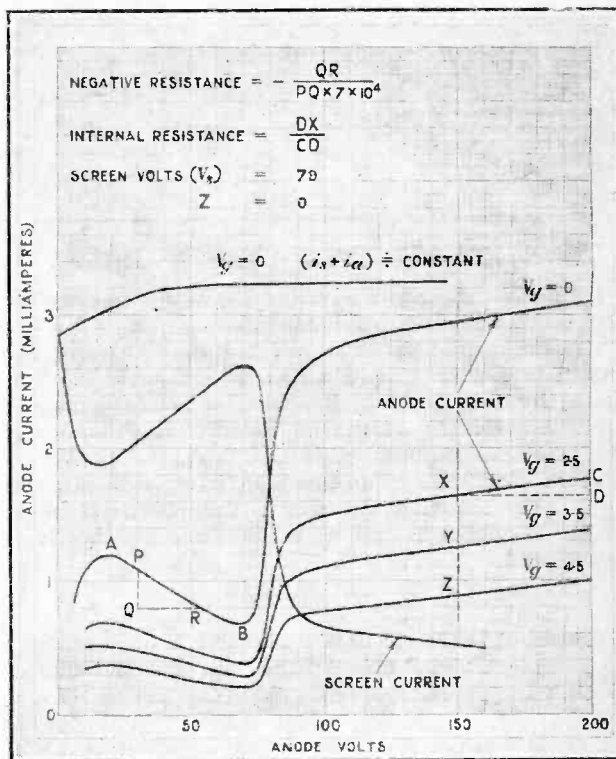 NEGATIVE RESISTANCE = - QR
PQ × 7 × 10⁴
INTERNAL RESISTANCE = DX
CD
SCREEN VOLTS (Vs) = 79
Z = 0
Vg = 0 (is + ia) ≑ CONSTANT
Vg = 0
3
ANODE CURRENT
ANODE CURRENT (MILLIAMPERES)
2
Vg = 2·5
X
C
D
Vg = 3·5
Y
A
P
Vg = 4·5
Z
1
Q
R
B
SCREEN CURRENT
0
0
50
100
150
200
ANODE VOLTS